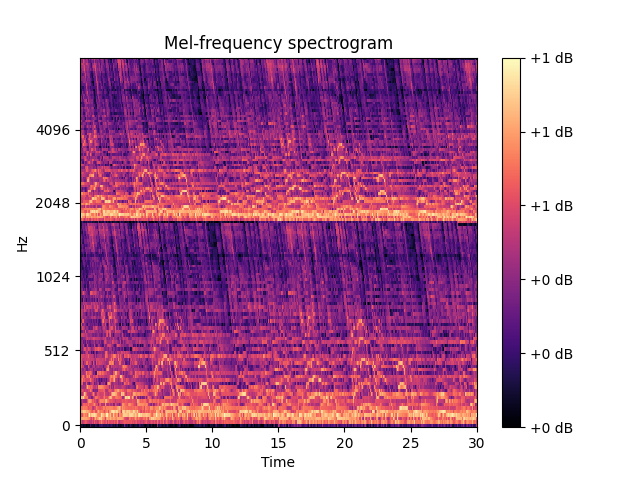 Mel-frequency spectrogram
Hz
4096
2048
1024
512
0
0 5 10 15 20 25 30
Time
+1 dB
+1 dB
+1 dB
+0 dB
+0 dB
+0 dB